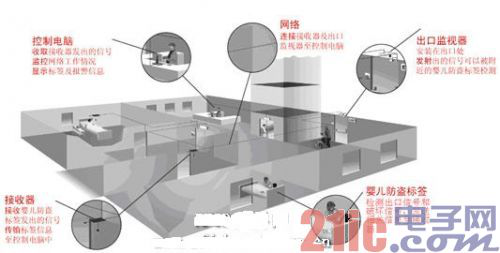 控制电脑
收取接收器发出的信号
监控网络工作情况
显示标签及报警信息
网络
连接接收器及出口
监视器至控制电脑
出口监视器
安装在出口处
发射出的信号可以被附
近的婴儿防盗标签检测
接收器
接收婴儿防盗
标签发出的信号
传输标签信息
至控制电脑中
婴儿防盗标签
检测出口信号和
21ic.com 电子网